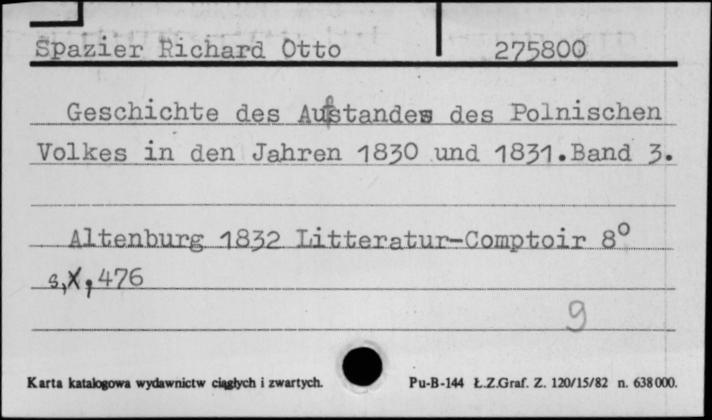 Spazier Richard Otto 275800
Geschichte des Aufstandes des Polnischen
Volkes in den Jahren 1830 und 1831.Band 3.
Altenburg 1832 Litteratur-Comptoir 8°
s,X,476
9
Karta katalogowa wydawnictw ciągłych i zwartych. Pu-B-144 Ł.Z.Graf. Z. 120/15/82 n. 638000.